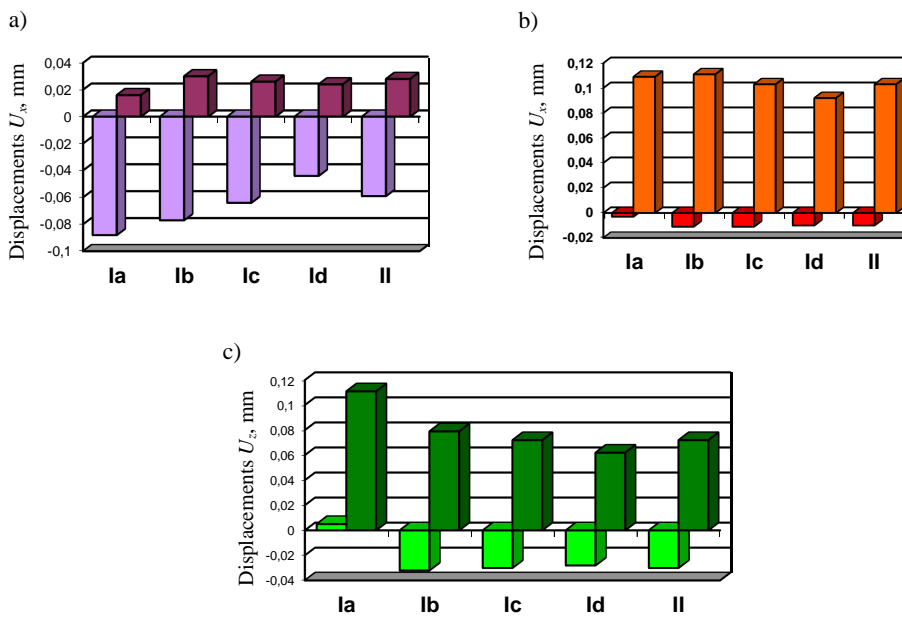 a)
Displacements Ux, mm
0,04
0,02
0
-0,02
-0,04
-0,06
-0,08
-0,1
Ia Ib Ic Id II
b)
Displacements Ux, mm
0,12
0,1
0,08
0,06
0,04
0,02
0
-0,02
Ia Ib Ic Id II
c)
Displacements Uz, mm
0,12
0,1
0,08
0,06
0,04
0,02
0
-0,02
-0,04
Ia Ib Ic Id II